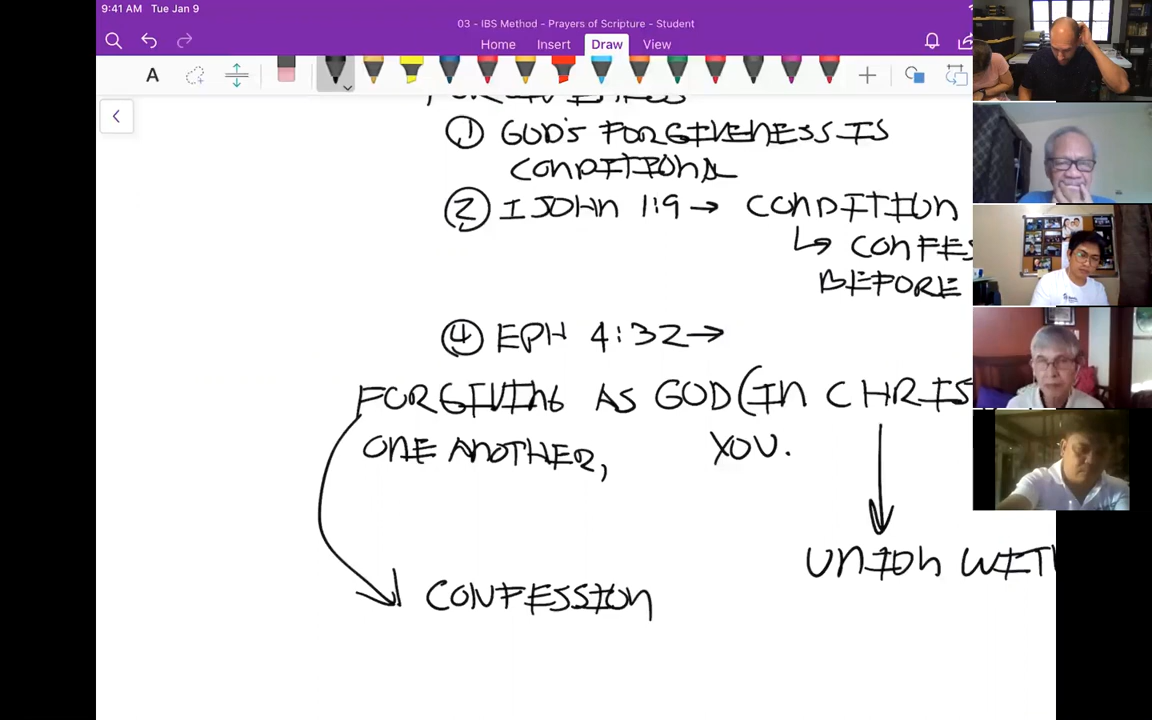 9:41 AM Tue Jan 9
03 - IBS Method - Prayers of Scripture - Student
Home Insert Draw View
A
① GOD'S FORGIVENESS IS
CONDITIONA
② I JOHN 1:9 → CONDITION
↳ CONFES
BEFORE
④ EPH 4:32 →
FORGIVING AS GOD (IN CHRIS
ONE ANOTHER, YOU.
UNION WIT
CONFESSION